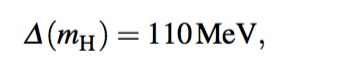 Δ(m_H) = 110 MeV,